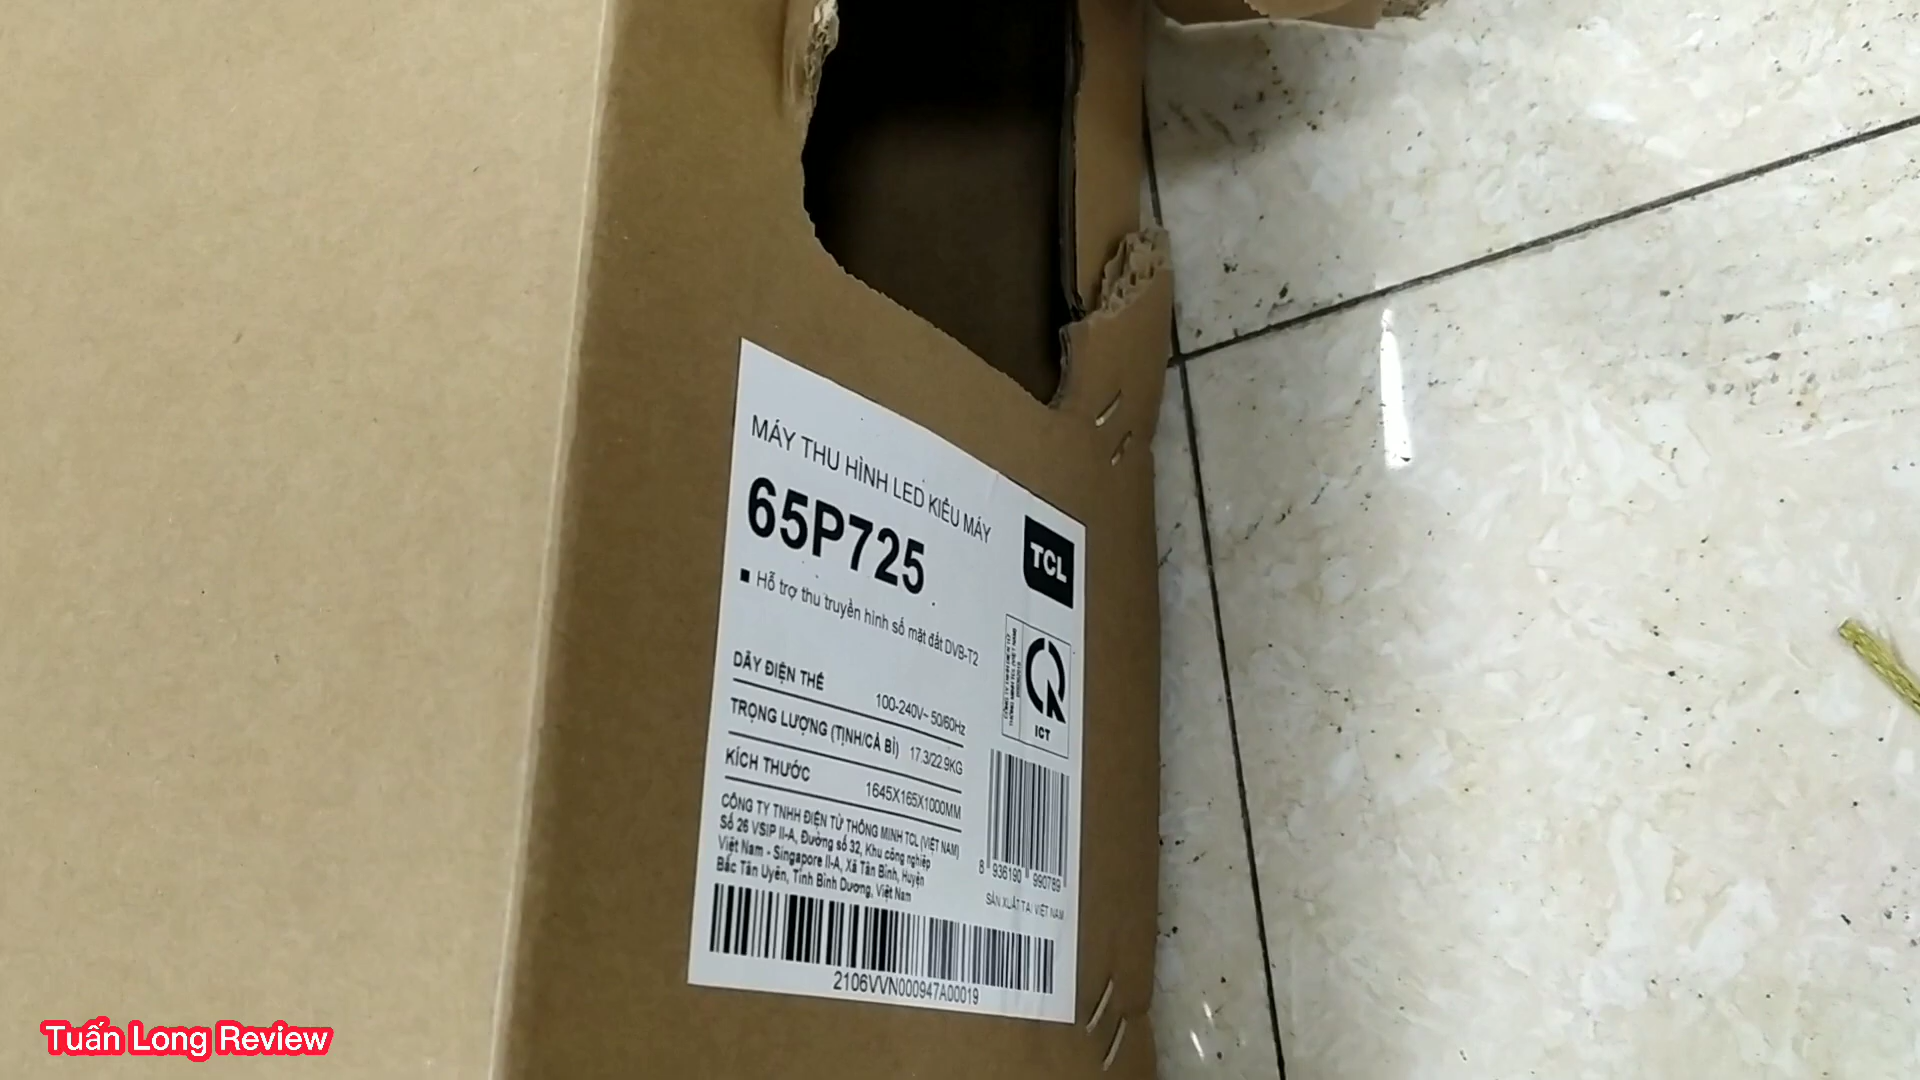 MÁY THU HÌNH LED KIỂU MÁY
65P725
TCL
■ Hỗ trợ thu truyền hình số mặt đất DVB-T2
ICT
DÃY ĐIỆN THẾ 100-240V~ 50/60Hz
TRỌNG LƯỢNG (TỊNH/CẢ BÌ) 17.3/22.9KG
KÍCH THƯỚC 1645X165X1000MM
CÔNG TY TNHH ĐIỆN TỬ THÔNG MINH TCL (VIỆT NAM)
Số 26 VSIP II-A, Đường số 32, Khu công nghiệp
Việt Nam - Singapore II-A, Xã Tân Bình, Huyện
Bắc Tân Uyên, Tỉnh Bình Dương, Việt Nam
8 936190 990789
SẢN XUẤT TẠI VIỆT NAM
2106VVN000947A00019
Tuấn Long Review